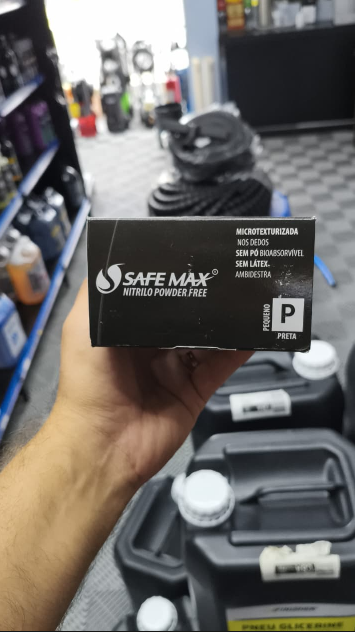 MICROTEXTURIZADA
NOS DEDOS
SEM PÓ BIOABSORVÍVEL
SEM LÁTEX.
AMBIDESTRA
SAFE MAX®
NITRILO POWDER FREE
PEQUENO
P
.PRETA
PNEU GLICERINE